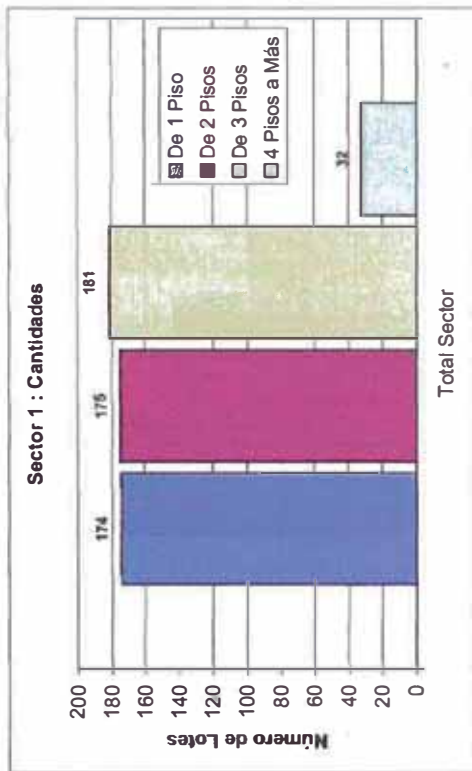 Sector 1 : Cantidades
Número de Lotes
200
180
160
140
120
100
80
60
40
20
0
174
175
181
32
De 1 Piso
De 2 Pisos
De 3 Pisos
4 Pisos a Más
Total Sector